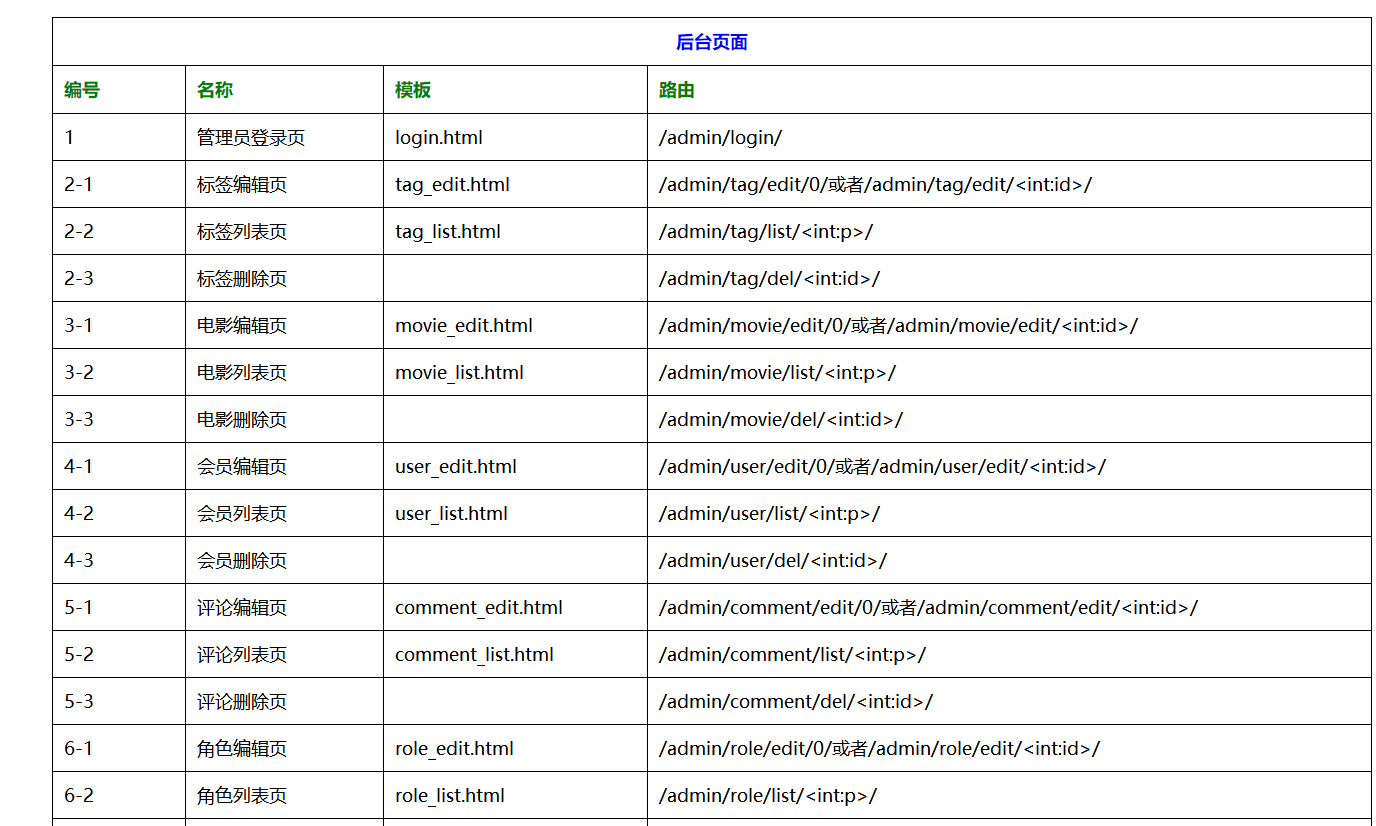 后台页面
编号 名称 模板 路由
1 管理员登录页 login.html /admin/login/
2-1 标签编辑页 tag_edit.html /admin/tag/edit/0/或者/admin/tag/edit/<int:id>/
2-2 标签列表页 tag_list.html /admin/tag/list/<int:p>/
2-3 标签删除页 /admin/tag/del/<int:id>/
3-1 电影编辑页 movie_edit.html /admin/movie/edit/0/或者/admin/movie/edit/<int:id>/
3-2 电影列表页 movie_list.html /admin/movie/list/<int:p>/
3-3 电影删除页 /admin/movie/del/<int:id>/
4-1 会员编辑页 user_edit.html /admin/user/edit/0/或者/admin/user/edit/<int:id>/
4-2 会员列表页 user_list.html /admin/user/list/<int:p>/
4-3 会员删除页 /admin/user/del/<int:id>/
5-1 评论编辑页 comment_edit.html /admin/comment/edit/0/或者/admin/comment/edit/<int:id>/
5-2 评论列表页 comment_list.html /admin/comment/list/<int:p>/
5-3 评论删除页 /admin/comment/del/<int:id>/
6-1 角色编辑页 role_edit.html /admin/role/edit/0/或者/admin/role/edit/<int:id>/
6-2 角色列表页 role_list.html /admin/role/list/<int:p>/